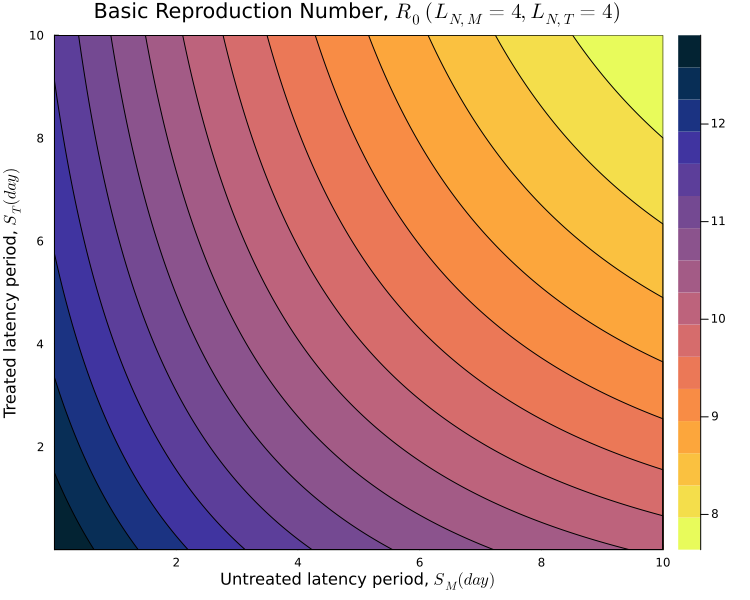 Basic Reproduction Number, R_0 (L_{N,M} = 4, L_{N,T} = 4)
10
8
6
4
2
Treated latency period, S_T(day)
2 4 6 8 10
Untreated latency period, S_M(day)
12
11
10
9
8